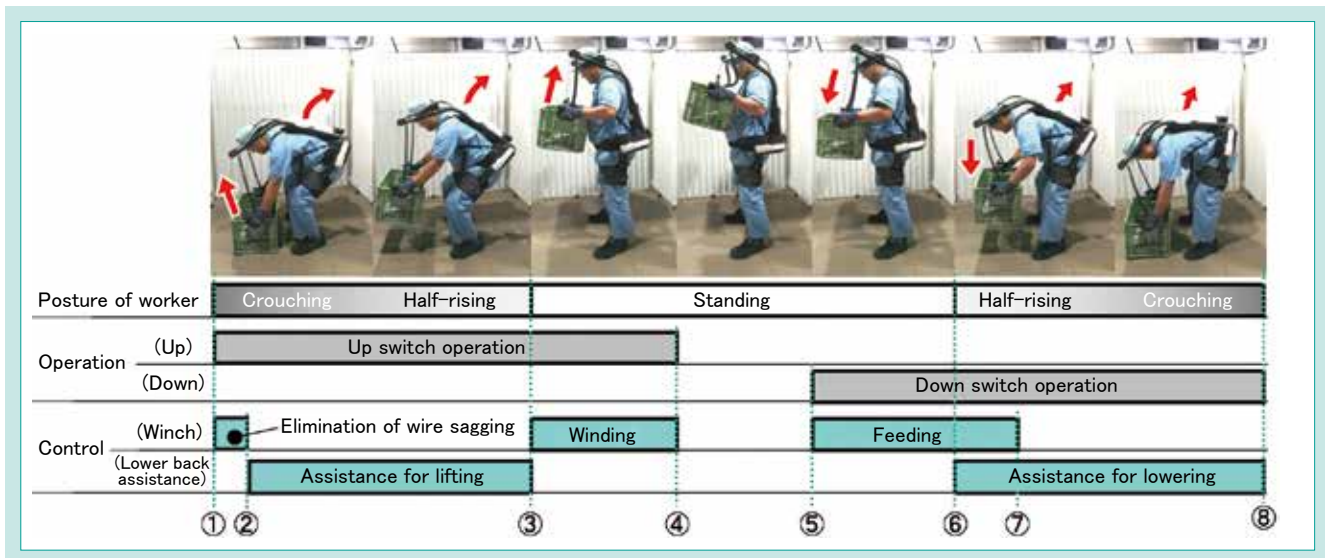 Posture of worker
Crouching
Half-rising
Standing
Half-rising
Crouching
Operation
(Up)
Up switch operation
(Down)
Down switch operation
Control
(Winch)
Elimination of wire sagging
Winding
Feeding
(Lower back
assistance)
Assistance for lifting
Assistance for lowering
① ② ③ ④ ⑤ ⑥ ⑦ ⑧